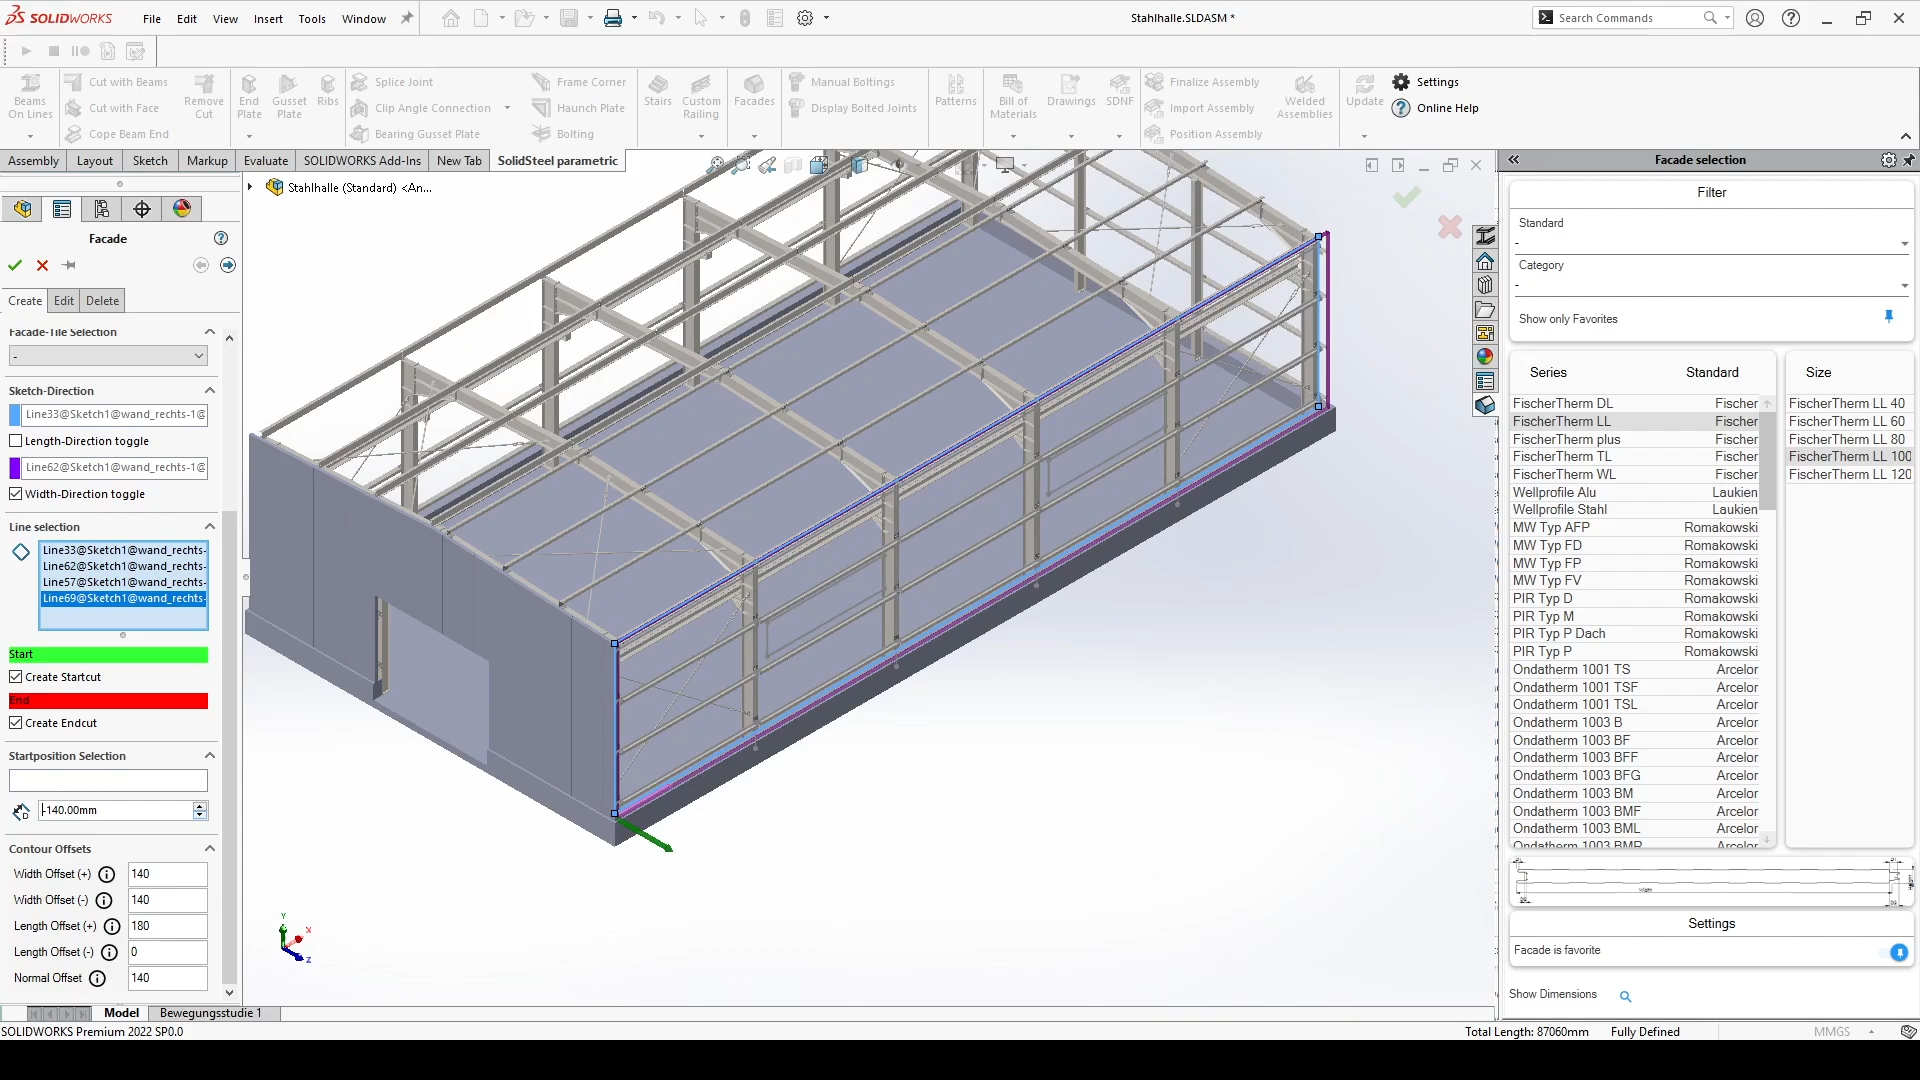 SOLIDWORKS
File Edit View Insert Tools Window
Stahlhalle.SLDASM *
Search Commands
Beams On Lines
Cut with Beams
Cut with Face
Cope Beam End
Remove Cut
End Plate
Gusset Plate
Ribs
Splice Joint
Clip Angle Connection
Bearing Gusset Plate
Frame Corner
Haunch Plate
Bolting
Stairs
Custom Railing
Facades
Manual Boltings
Display Bolted Joints
Patterns
Bill of Materials
Drawings
SDNF
Finalize Assembly
Import Assembly
Position Assembly
Welded Assemblies
Update
Settings
Online Help
Assembly Layout Sketch Markup Evaluate SOLIDWORKS Add-Ins New Tab SolidSteel parametric
Stahlhalle (Standard) <An...
Facade
Create Edit Delete
Facade-Tile Selection
-
Sketch-Direction
Line33@Sketch1@wand_rechts-1@
Length-Direction toggle
Line62@Sketch1@wand_rechts-1@
Width-Direction toggle
Line selection
Line33@Sketch1@wand_rechts-
Line62@Sketch1@wand_rechts-
Line57@Sketch1@wand_rechts-
Line69@Sketch1@wand_rechts-
Start
Create Startcut
End
Create Endcut
Startposition Selection
-140.00mm
Contour Offsets
Width Offset (+) 140
Width Offset (-) 140
Length Offset (+) 180
Length Offset (-) 0
Normal Offset 140
Y
X
Z
Model Bewegungsstudie 1
SOLIDWORKS Premium 2022 SP0.0
Total Length: 87060mm Fully Defined MMGS
Facade selection
Filter
Standard
-
Category
-
Show only Favorites
Series Standard
FischerTherm DL Fischer
FischerTherm LL Fischer
FischerTherm plus Fischer
FischerTherm TL Fischer
FischerTherm WL Fischer
Wellprofile Alu Laukien
Wellprofile Stahl Laukien
MW Typ AFP Romakowski
MW Typ FD Romakowski
MW Typ FP Romakowski
MW Typ FV Romakowski
PIR Typ D Romakowski
PIR Typ M Romakowski
PIR Typ P Dach Romakowski
PIR Typ P Romakowski
Ondatherm 1001 TS Arcelor
Ondatherm 1001 TSF Arcelor
Ondatherm 1001 TSL Arcelor
Ondatherm 1003 B Arcelor
Ondatherm 1003 BF Arcelor
Ondatherm 1003 BFF Arcelor
Ondatherm 1003 BFG Arcelor
Ondatherm 1003 BM Arcelor
Ondatherm 1003 BMF Arcelor
Ondatherm 1003 BML Arcelor
Ondatherm 1003 BMR Arcelor
Size
FischerTherm LL 40
FischerTherm LL 60
FischerTherm LL 80
FischerTherm LL 100
FischerTherm LL 120
Settings
Facade is favorite
Show Dimensions